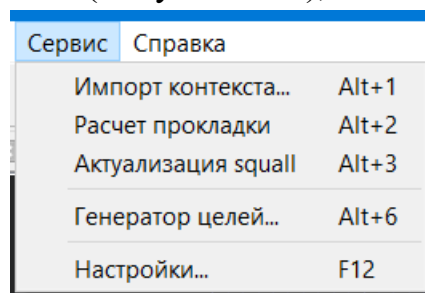 Сервис Справка
Импорт контекста... Alt+1
Расчет прокладки Alt+2
Актуализация squall Alt+3
Генератор целей... Alt+6
Настройки... F12